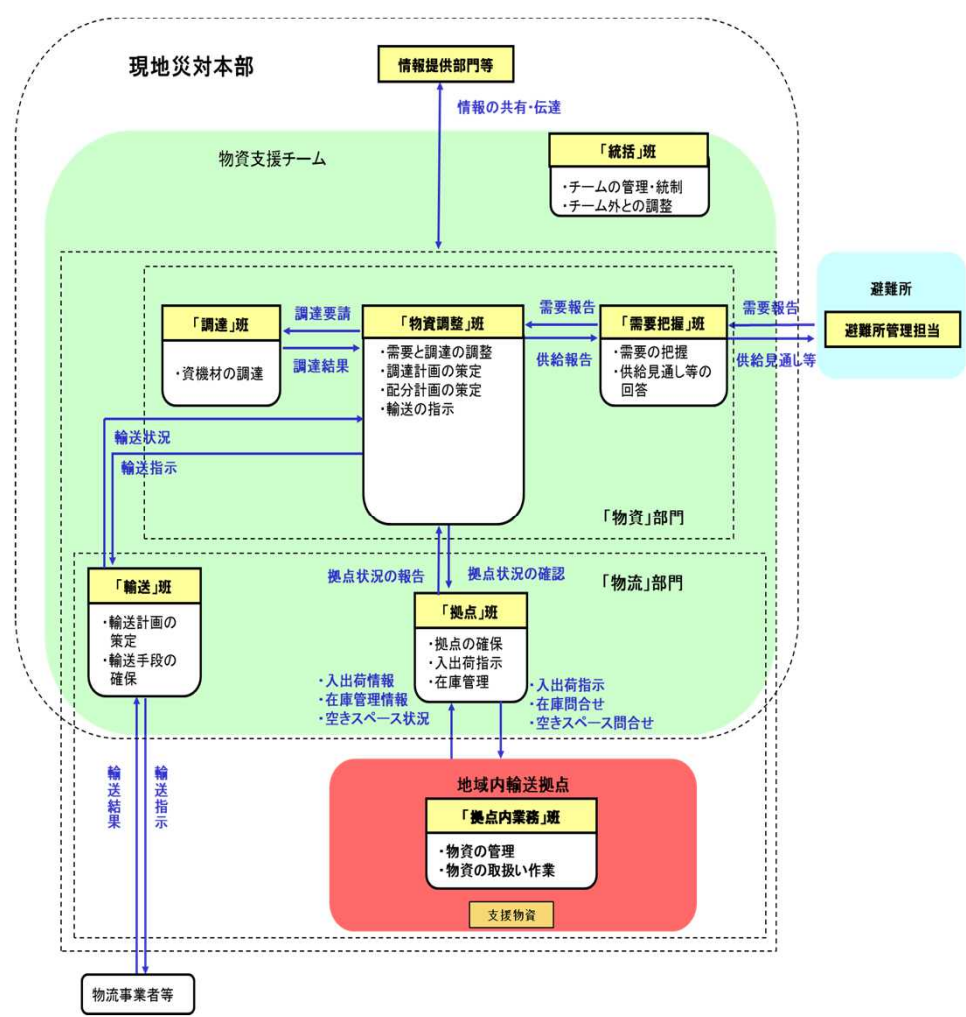 現地災対本部
情報提供部門等
情報の共有・伝達
物資支援チーム
「統括」班
・チームの管理・統制
・チーム外との調整
避難所
避難所管理担当
需要報告
供給見通し等
「調達」班
・資機材の調達
調達要請
調達結果
「物資調整」班
・需要と調達の調整
・調達計画の策定
・配分計画の策定
・輸送の指示
需要報告
供給報告
「需要把握」班
・需要の把握
・供給見通し等の
回答
輸送状況
輸送指示
「物資」部門
拠点状況の報告
拠点状況の確認
「物流」部門
「輸送」班
・輸送計画の
策定
・輸送手段の
確保
「拠点」班
・拠点の確保
・入出荷指示
・在庫管理
・入出荷情報
・在庫管理情報
・空きスペース状況
・入出荷指示
・在庫問合せ
・空きスペース問合せ
輸送結果
輸送指示
地域内輸送拠点
「拠点内業務」班
・物資の管理
・物資の取扱い作業
支援物資
物流事業者等